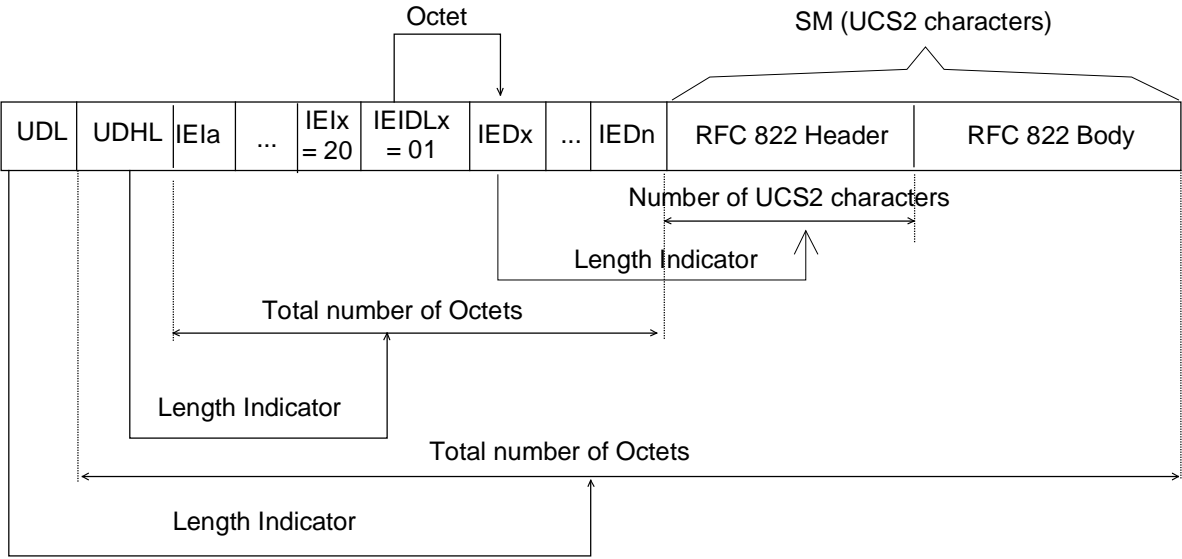 Octet
SM (UCS2 characters)
UDL UDHL IEIa ... IEIx = 20 IEIDLx = 01 IEDx ... IEDn RFC 822 Header RFC 822 Body
Number of UCS2 characters
Length Indicator
Total number of Octets
Length Indicator
Total number of Octets
Length Indicator